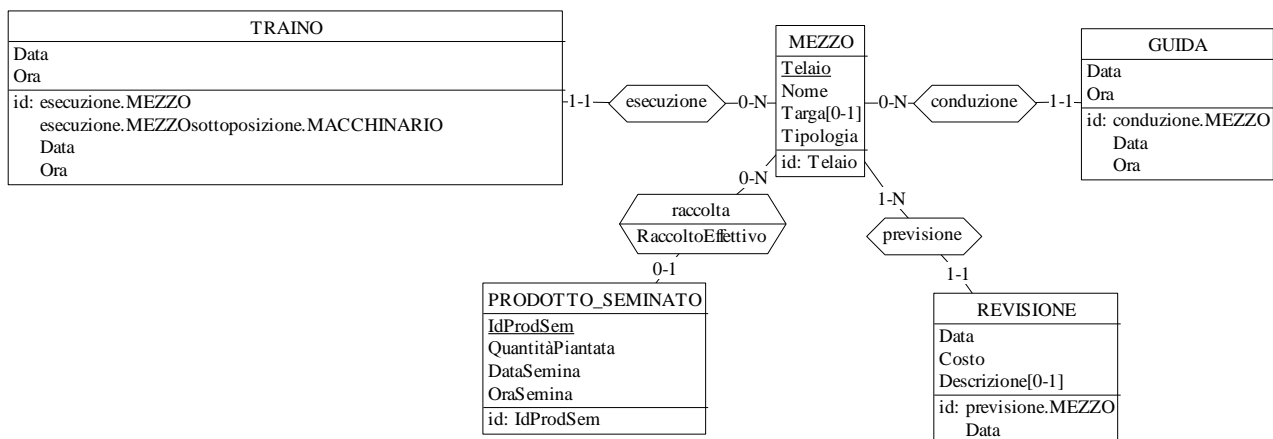 TRAINO
Data
Ora
id: esecuzione.MEZZO
esecuzione.MEZZOsottoposizione.MACCHINARIO
Data
Ora
1-1
esecuzione
0-N
MEZZO
Telaio
Nome
Targa[0-1]
Tipologia
id: Telaio
0-N
conduzione
1-1
GUIDA
Data
Ora
id: conduzione.MEZZO
Data
Ora
0-N
raccolta
RaccoltoEffettivo
0-1
1-N
previsione
1-1
PRODOTTO_SEMINATO
IdProdSem
QuantitàPiantata
DataSemina
OraSemina
id: IdProdSem
REVISIONE
Data
Costo
Descrizione[0-1]
id: previsione.MEZZO
Data